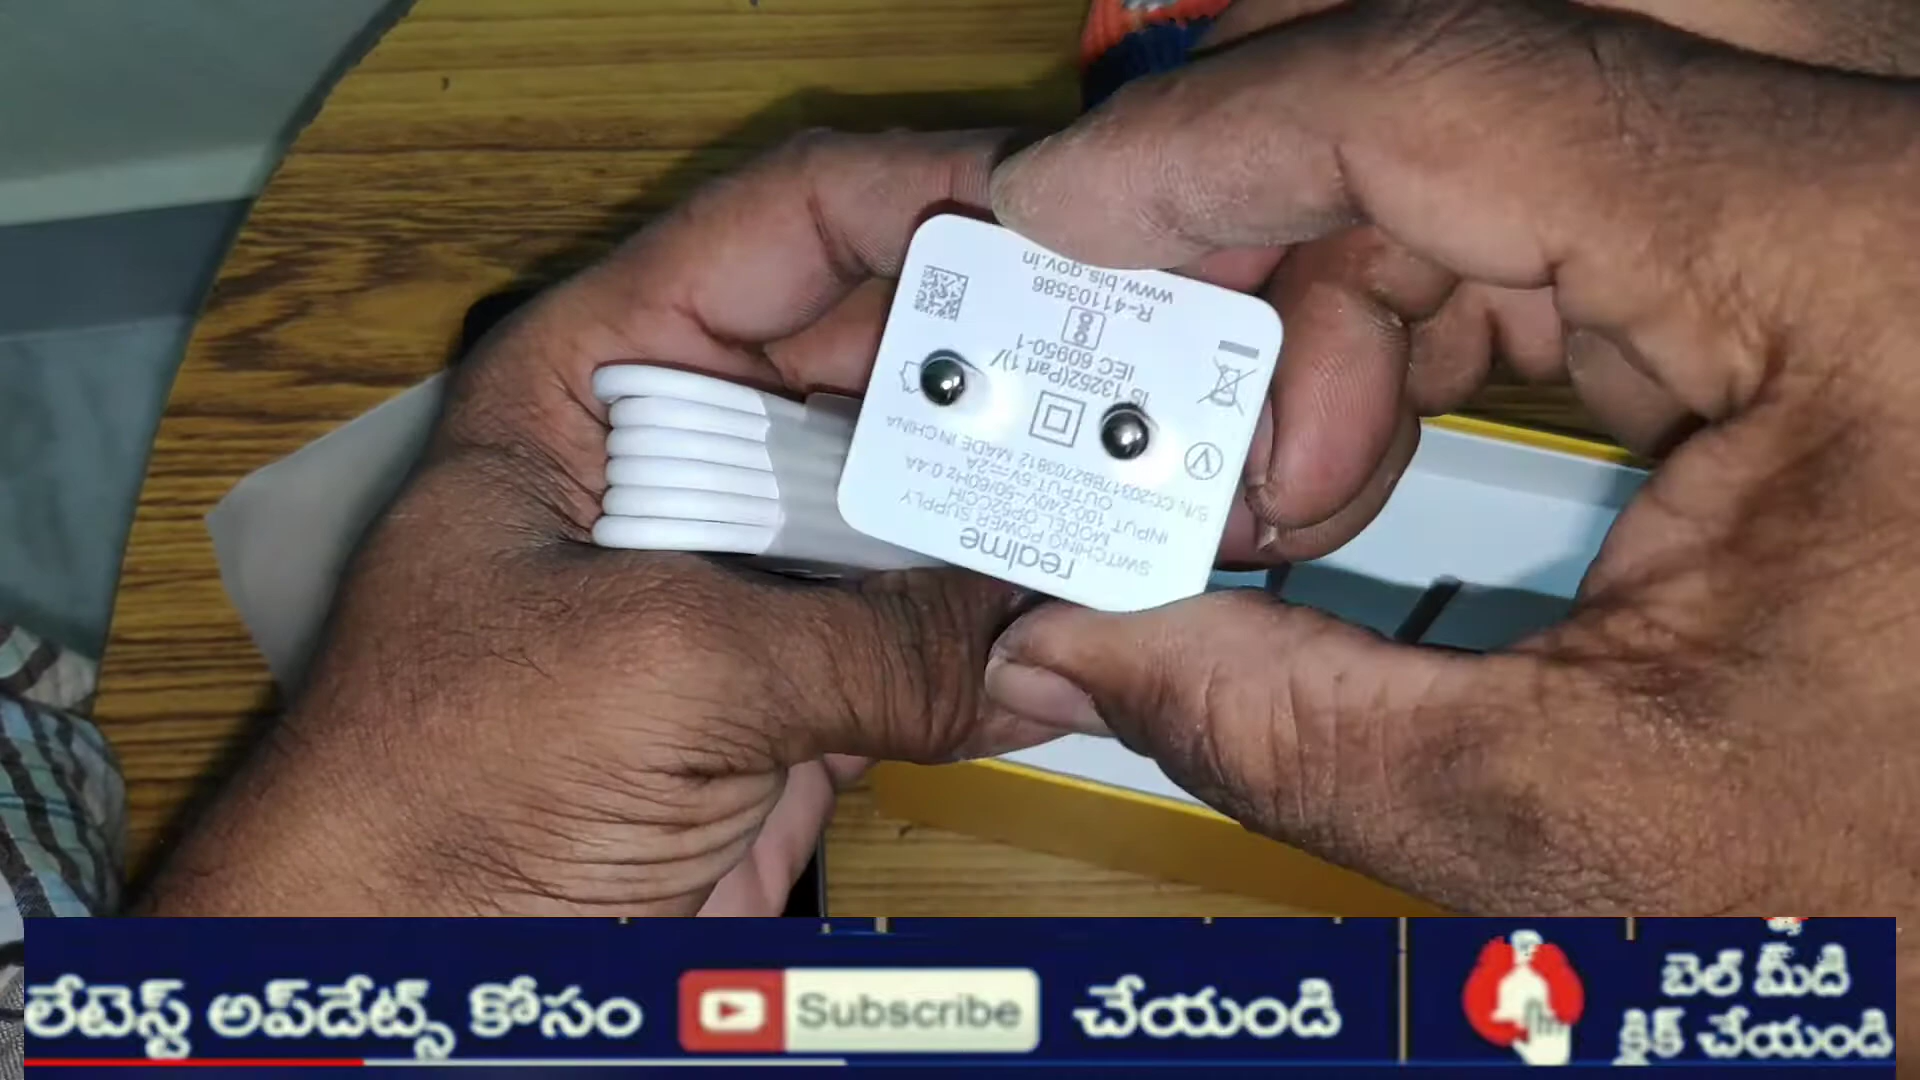 realme
SWITCHING POWER SUPPLY
MODEL OP52CCIH
INPUT 100-240V~50/60Hz 0.4A
OUTPUT 5V⎓2A
MADE IN CHINA
IS 13252(Part 1)/
IEC 60950-1
R-41103586
www.bis.gov.in
V
లేటెస్ట్ అప్‌డేట్స్ కోసం
Subscribe
చేయండి
బెల్ మీద
క్లిక్ చేయండి